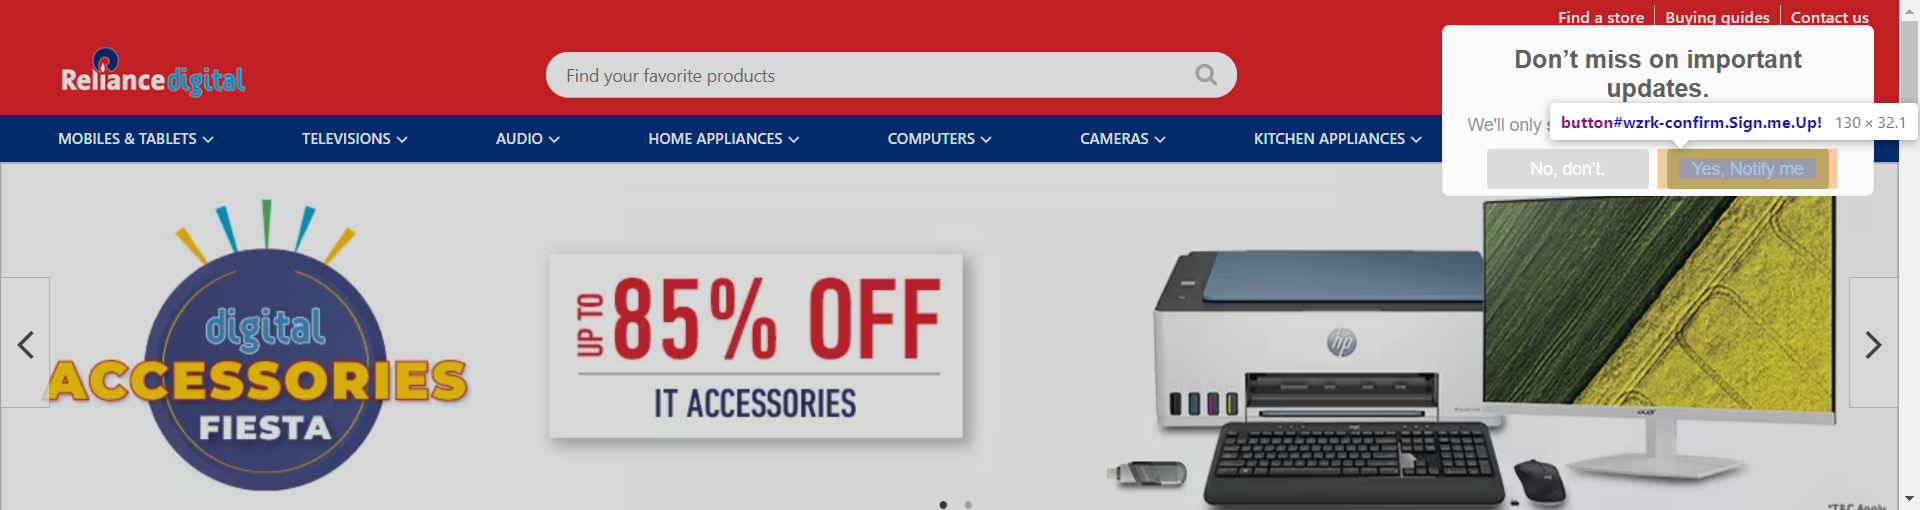 Find a store
Buying guides
Contact us
Reliance digital
Find your favorite products
Don’t miss on important
updates.
We'll only
button#wzrk-confirm.Sign.me.Up! 130 × 32.1
No, don't.
Yes, Notify me
MOBILES & TABLETS
TELEVISIONS
AUDIO
HOME APPLIANCES
COMPUTERS
CAMERAS
KITCHEN APPLIANCES
digital
ACCESSORIES
FIESTA
UP TO
85% OFF
IT ACCESSORIES
hp
acer
*T&C Apply